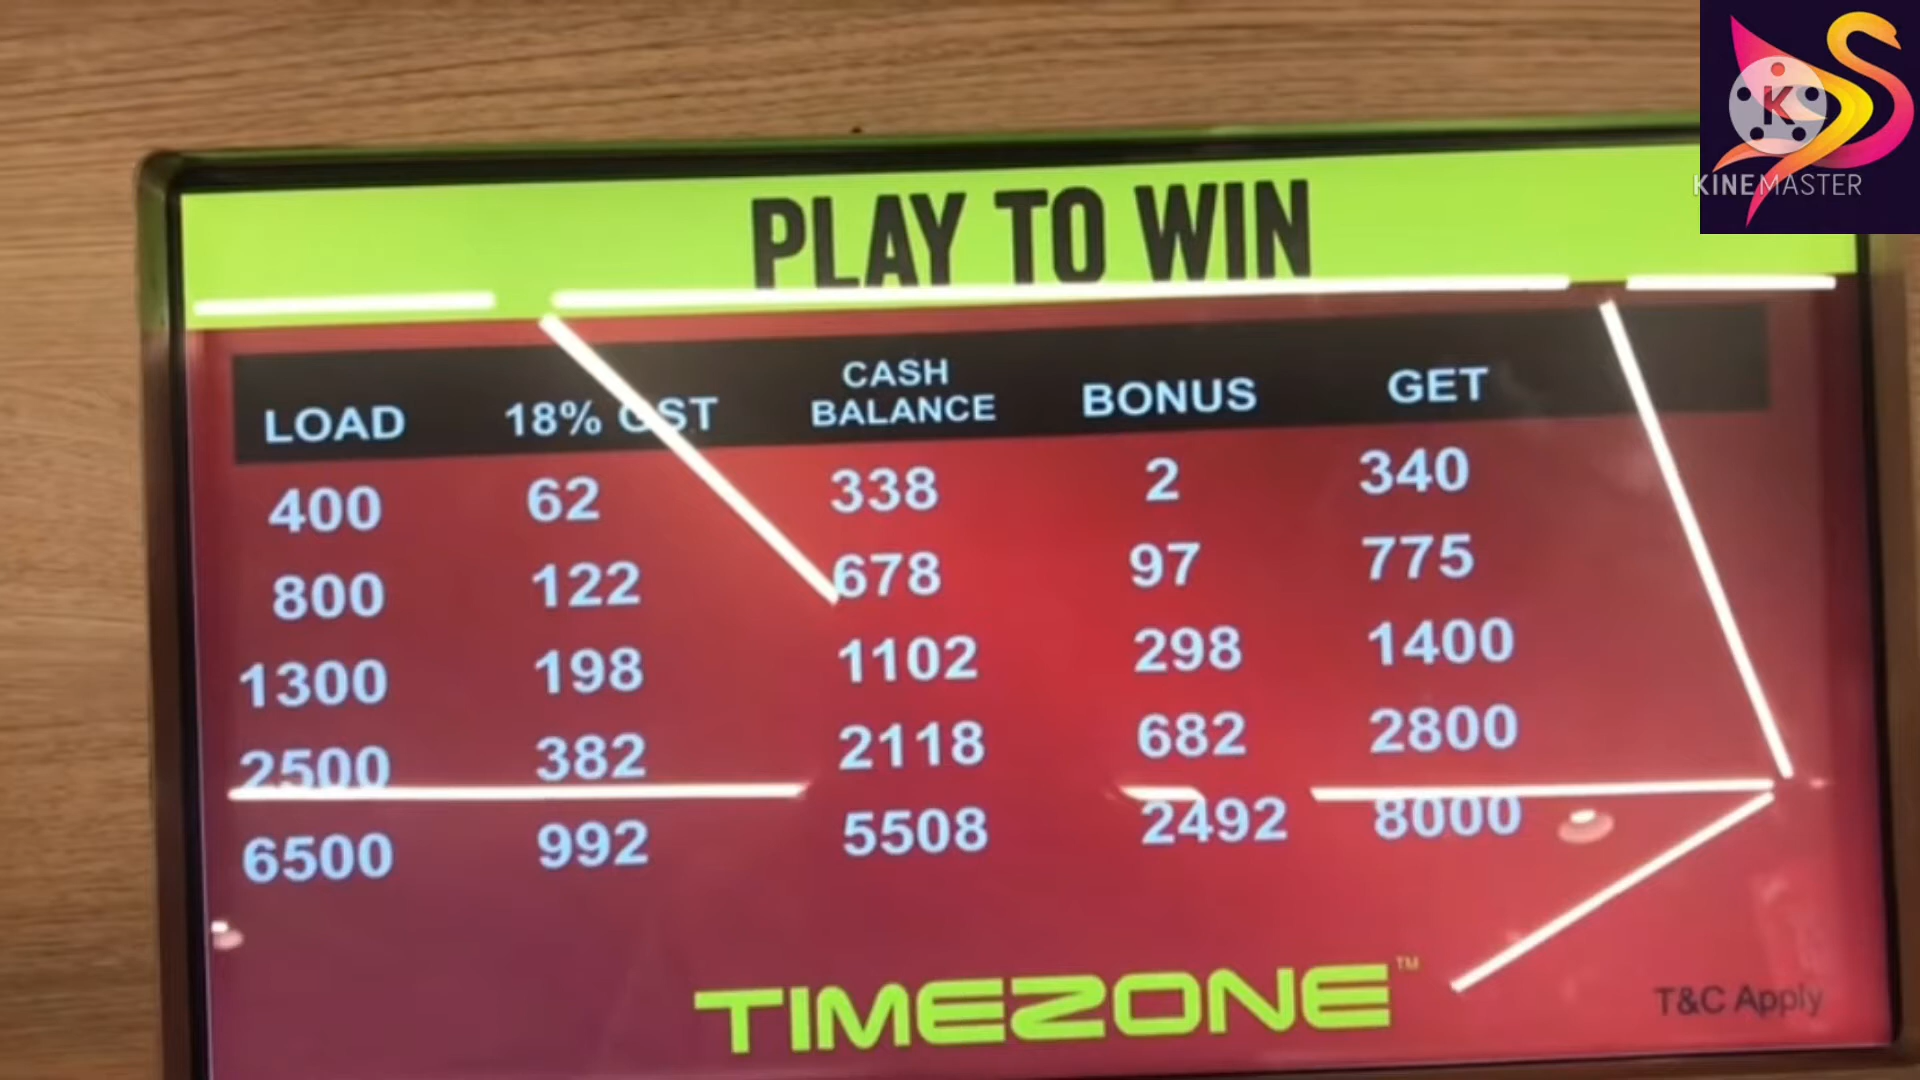 KINEMASTER
PLAY TO WIN
LOAD 18% GST CASH BALANCE BONUS GET
400 62 338 2 340
800 122 678 97 775
1300 198 1102 298 1400
2500 382 2118 682 2800
6500 992 5508 2492 8000
TIMEZONE™
T&C Apply